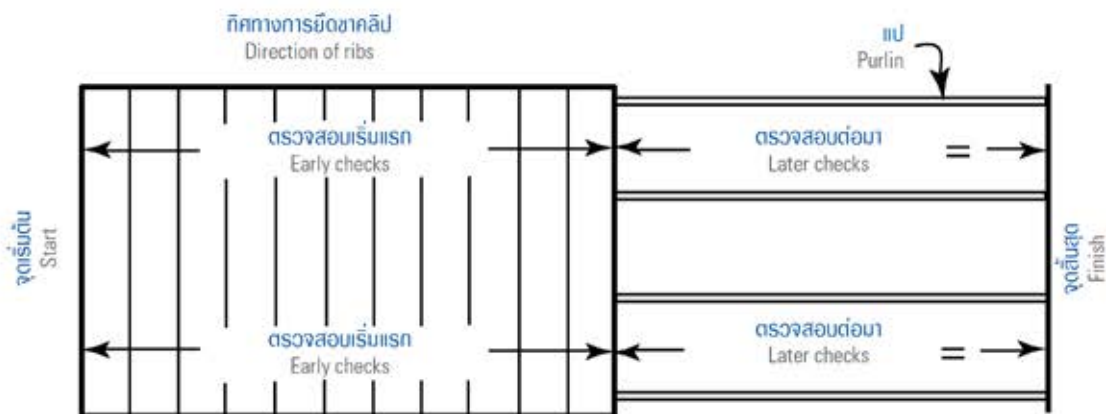 ทิศทางการยึดขาคลิป
Direction of ribs
แป
Purlin
ตรวจสอบเริ่มแรก
Early checks
ตรวจสอบต่อมา
Later checks
=
จุดเริ่มต้น
Start
จุดสิ้นสุด
Finish
ตรวจสอบเริ่มแรก
Early checks
ตรวจสอบต่อมา
Later checks
=